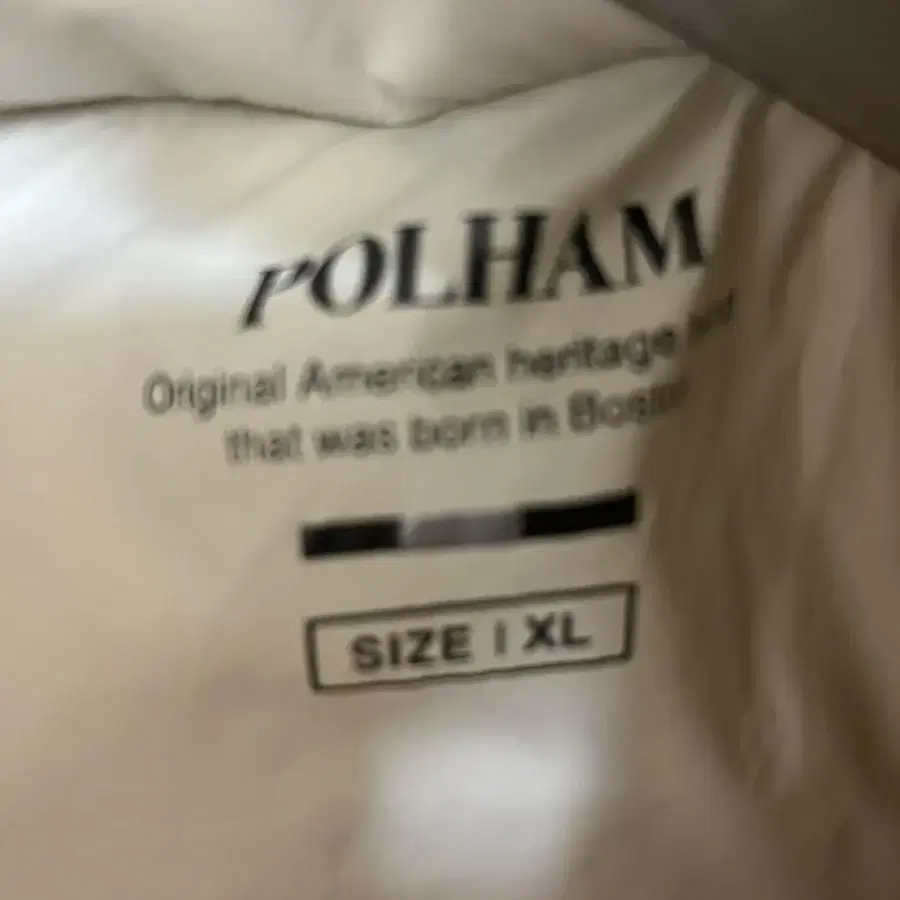 POLHAM
Original American heritage
that was born in
SIZE | XL